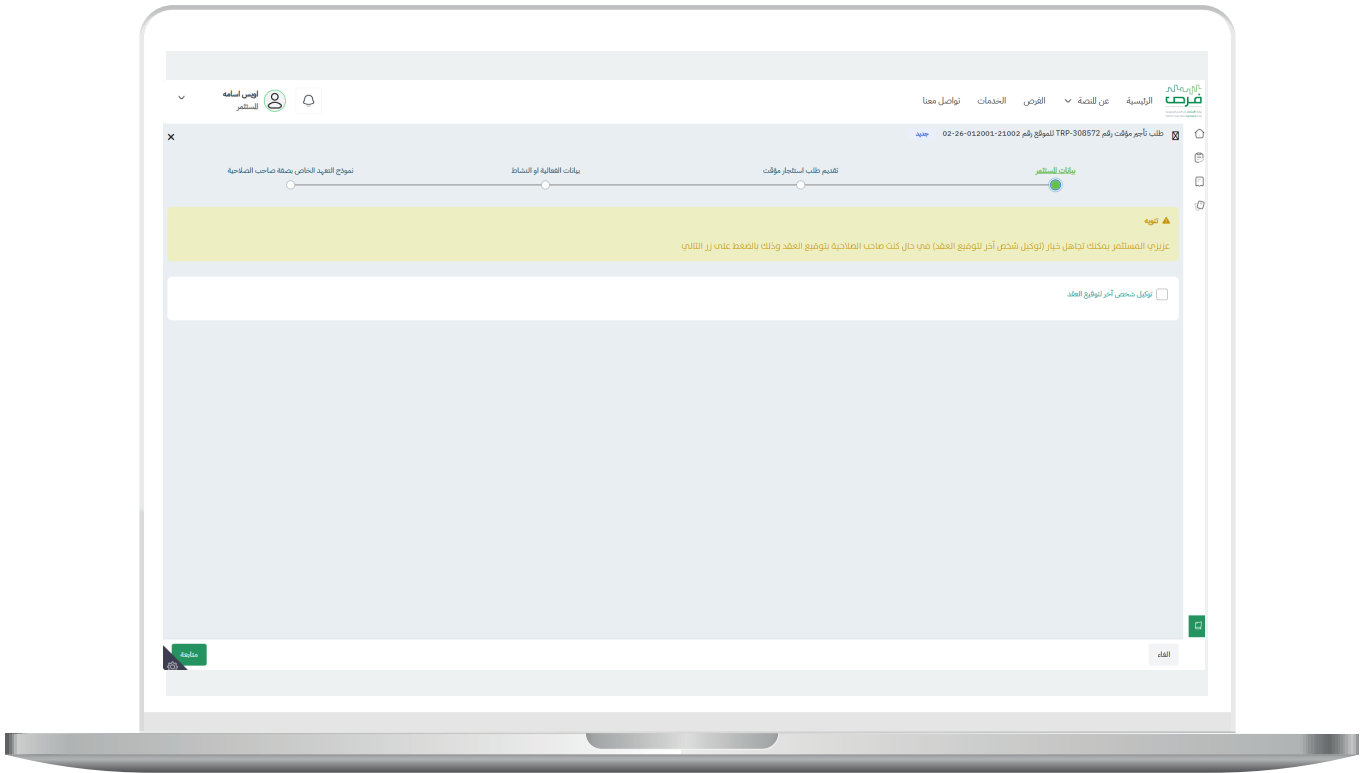 فرص
الرئيسية
عن المنصة
الفرص
الخدمات
تواصل معنا
اويس اسامه
المستثمر
طلب تأجير مؤقت رقم TRP-308572 للموقع رقم 21002-012001-26-02 جديد
بيانات المستثمر
تقديم طلب استئجار مؤقت
بيانات الفعالية او النشاط
نموذج التعهد الخاص بصفة صاحب الصلاحية
تنويه
عزيزي المستثمر يمكنك تجاهل خيار (توكيل شخص آخر لتوقيع العقد) في حال كنت صاحب الصلاحية بتوقيع العقد وذلك بالضغط على زر التالي
توكيل شخص آخر لتوقيع العقد
الغاء
متابعة